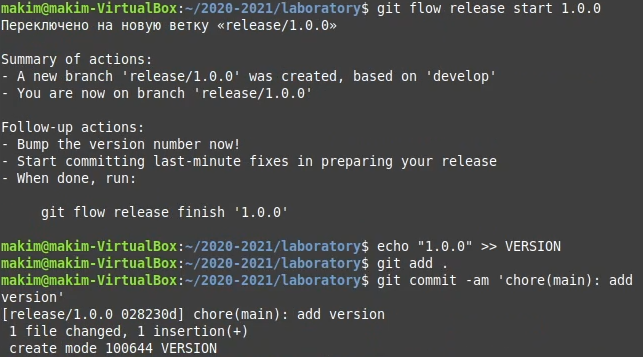 makim@makim-VirtualBox:~/2020-2021/laboratory$ git flow release start 1.0.0
Переключено на новую ветку «release/1.0.0»
Summary of actions:
- A new branch 'release/1.0.0' was created, based on 'develop'
- You are now on branch 'release/1.0.0'
Follow-up actions:
- Bump the version number now!
- Start committing last-minute fixes in preparing your release
- When done, run:
git flow release finish '1.0.0'
makim@makim-VirtualBox:~/2020-2021/laboratory$ echo "1.0.0" >> VERSION
makim@makim-VirtualBox:~/2020-2021/laboratory$ git add .
makim@makim-VirtualBox:~/2020-2021/laboratory$ git commit -am 'chore(main): add
version'
[release/1.0.0 028230d] chore(main): add version
1 file changed, 1 insertion(+)
create mode 100644 VERSION